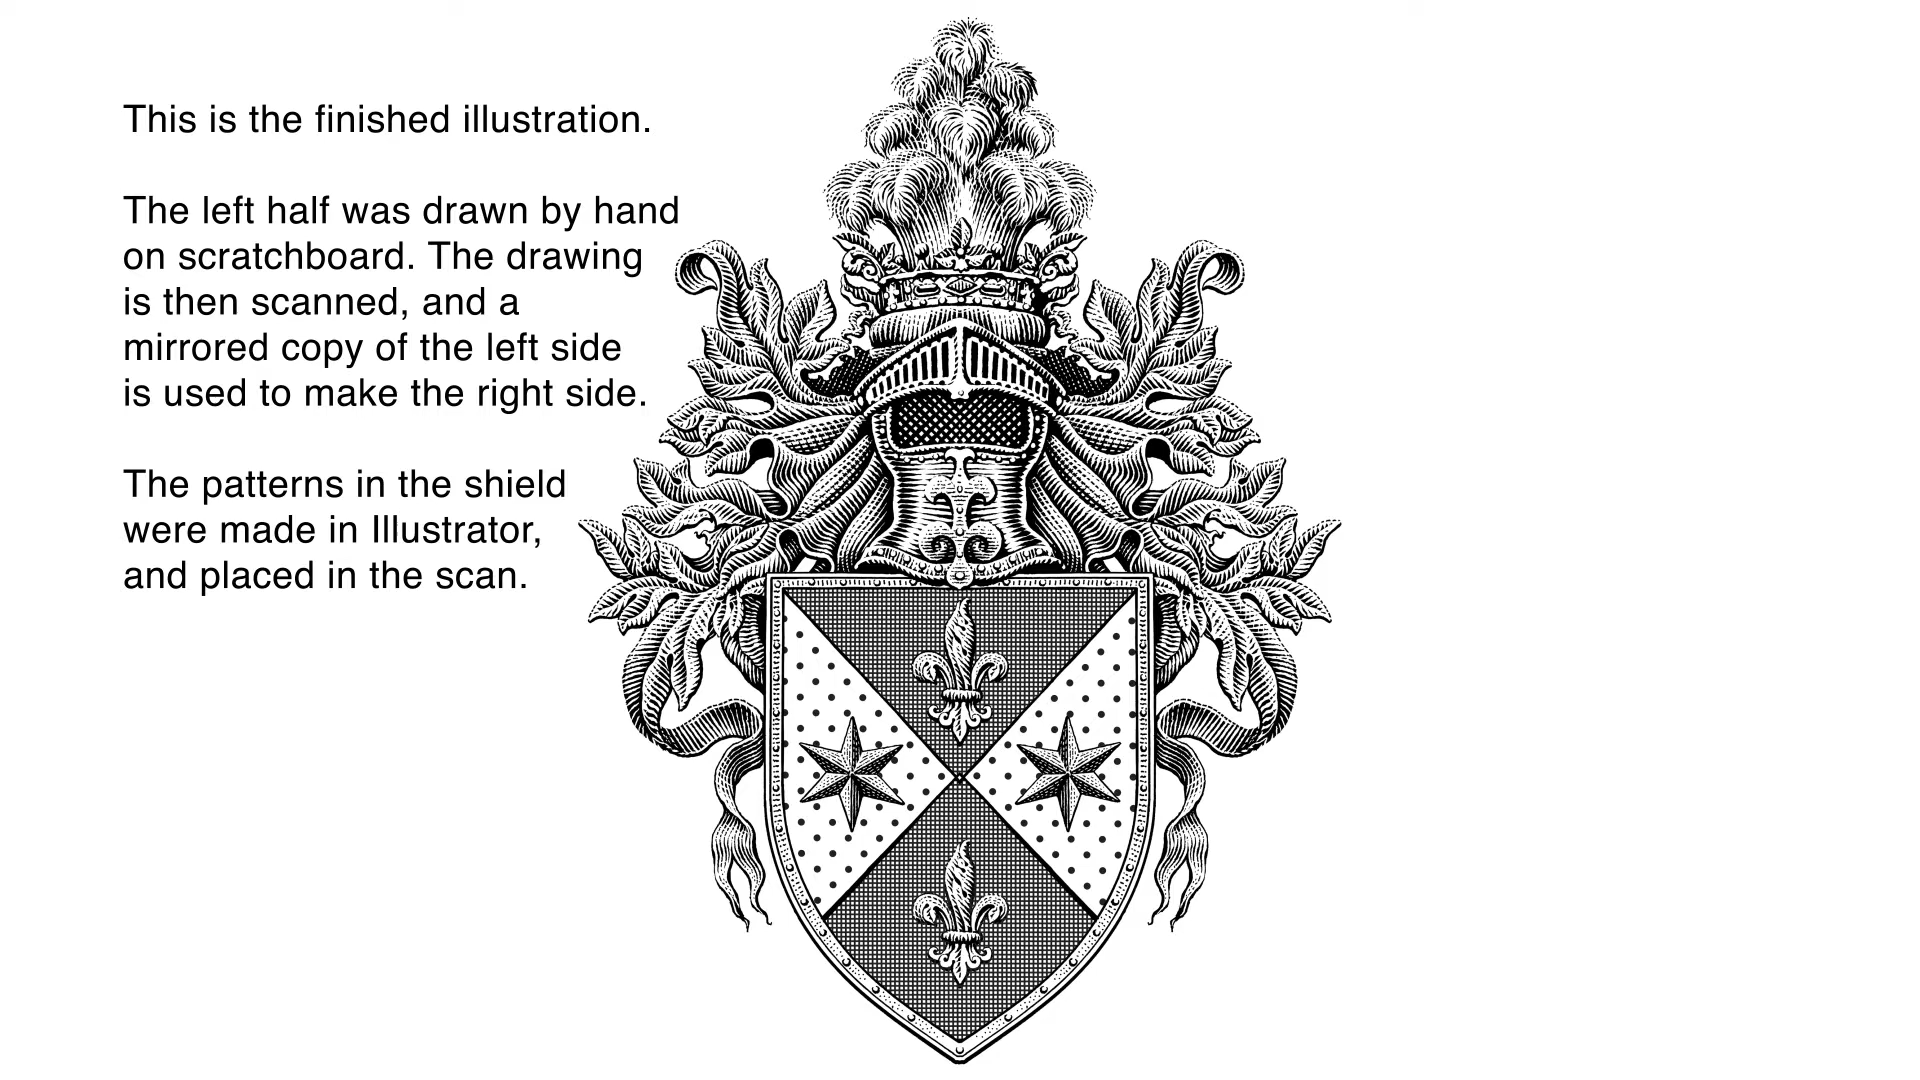 This is the finished illustration.
The left half was drawn by hand
on scratchboard. The drawing
is then scanned, and a
mirrored copy of the left side
is used to make the right side.
The patterns in the shield
were made in Illustrator,
and placed in the scan.